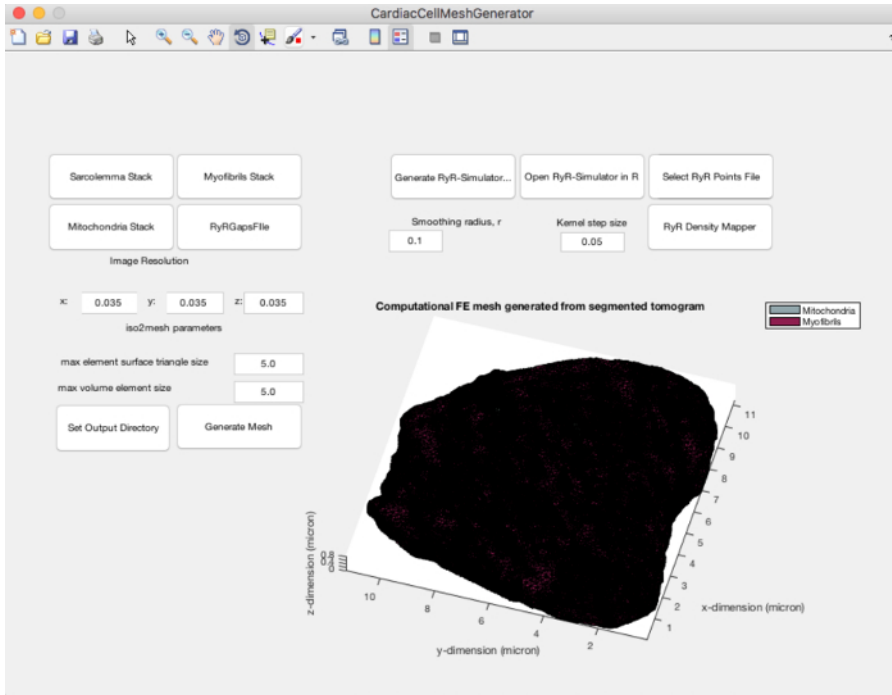 CardiacCellMeshGenerator
Sarcolemma Stack
Myofibrils Stack
Mitochondria Stack
RyRGapsFIle
Image Resolution
x: 0.035 y: 0.035 z: 0.035
iso2mesh parameters
max element surface triangle size 5.0
max volume element size 5.0
Set Output Directory
Generate Mesh
Generate RyR-Simulator...
Open RyR-Simulator in R
Select RyR Points File
Smoothing radius, r
0.1
Kernel step size
0.05
RyR Density Mapper
Computational FE mesh generated from segmented tomogram
Mitochondria
Myofibrils
11
10
9
8
7
6
5
4
3
2
1
x-dimension (micron)
z-dimension (micron)
0.8
0
10
8
6
4
2
y-dimension (micron)